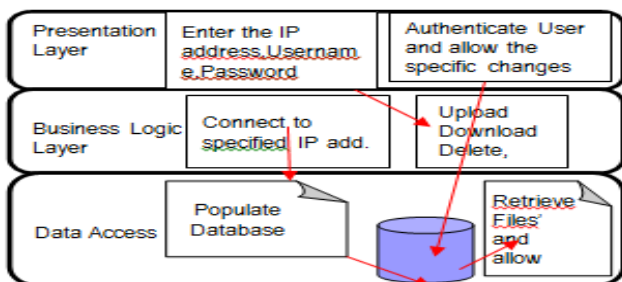 Presentation
Layer
Enter the IP
address,Usernam
e,Password
Authenticate User
and allow the
specific changes
Business Logic
Layer
Connect to
specified IP add.
Upload
Download
Delete,
Data Access
Populate
Database
Retrieve
Files'
and
allow